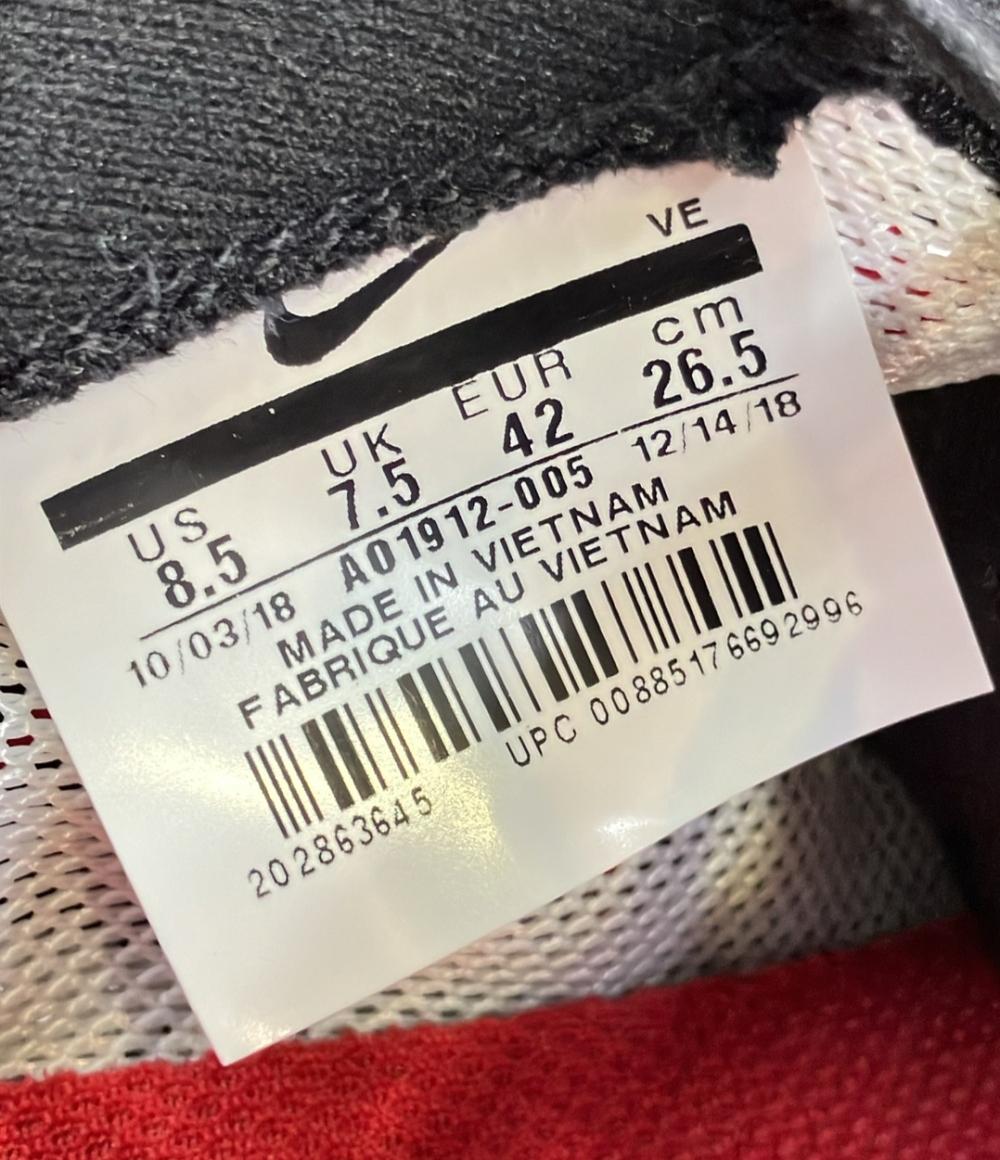 VE
US UK EUR cm
8.5 7.5 42 26.5
10/03/18 AO1912-005 12/14/18
MADE IN VIETNAM
FABRIQUE AU VIETNAM
202863645 UPC 00885176692996